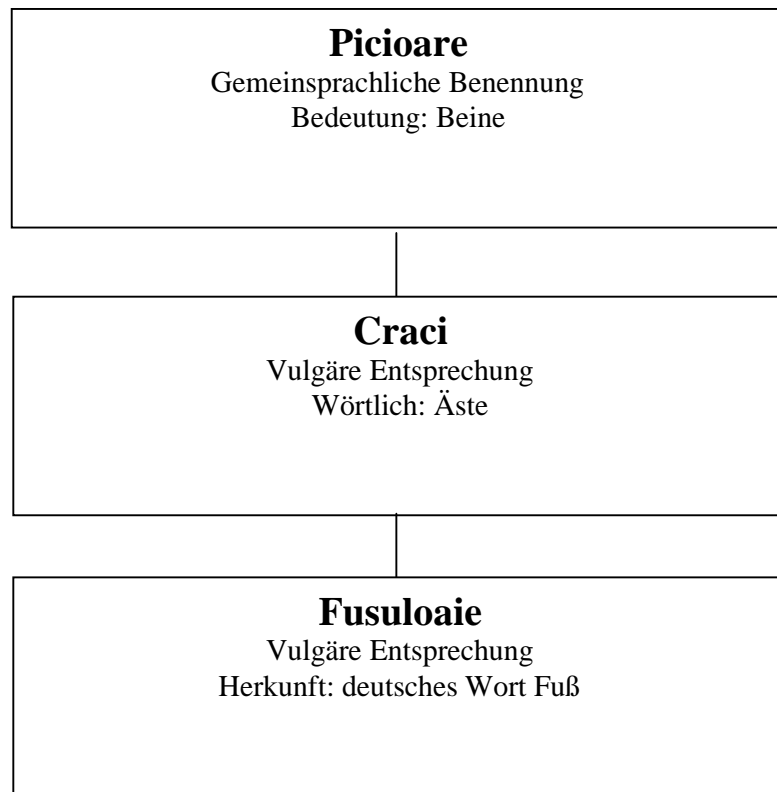 Picioare
Gemeinsprachliche Benennung
Bedeutung: Beine
Craci
Vulgäre Entsprechung
Wörtlich: Äste
Fusuloaie
Vulgäre Entsprechung
Herkunft: deutsches Wort Fuß